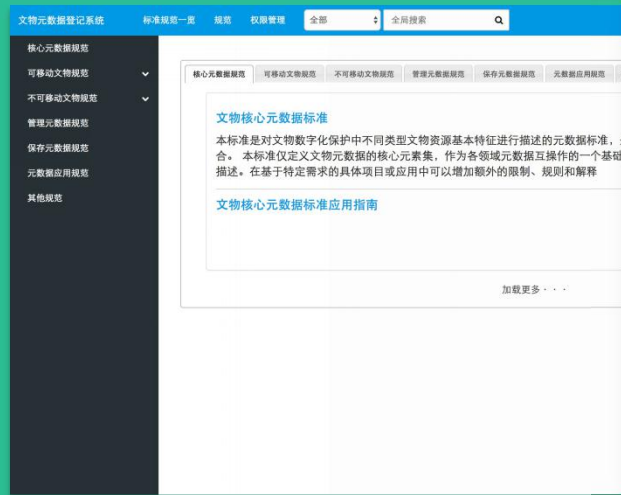 文物元数据登记系统 标准规范一览 规范 权限管理 全部 全局搜索
核心元数据规范
可移动文物规范
不可移动文物规范
管理元数据规范
保存元数据规范
元数据应用规范
其他规范
核心元数据规范 可移动文物规范 不可移动文物规范 管理元数据规范 保存元数据规范 元数据应用规范
文物核心元数据标准
本标准是对文物数字化保护中不同类型文物资源基本特征进行描述的元数据标准，
合。 本标准仅定义文物元数据的核心元素集，作为各领域元数据互操作的一个基础
描述。在基于特定需求的具体项目或应用中可以增加额外的限制、规则和解释
文物核心元数据标准应用指南
加载更多· · ·